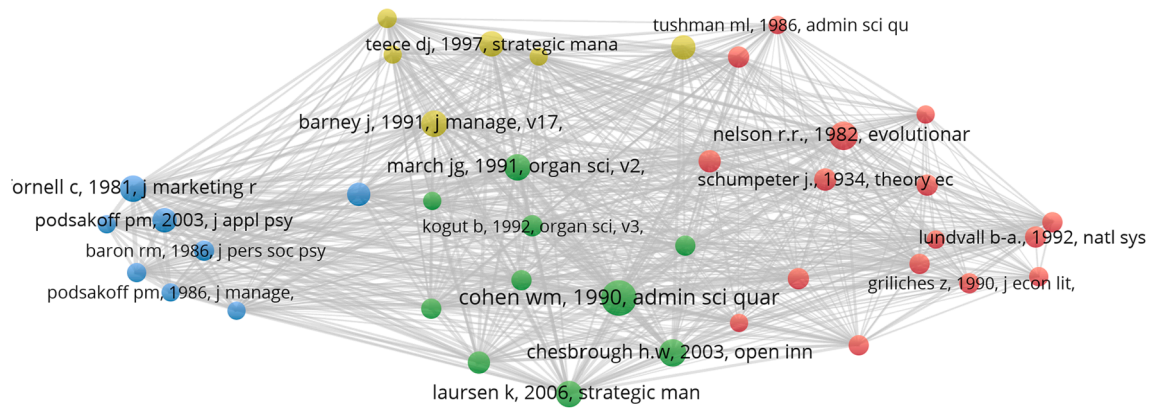 tushman ml, 1986, admin sci qu
teece dj, 1997, strategic mana
barney j, 1991, j manage, v17,
nelson r.r., 1982, evolutionar
march jg, 1991, organ sci, v2,
schumpeter j., 1934, theory ec
ornell c, 1981, j marketing r
podsakoff pm, 2003, j appl psy
kogut b, 1992, organ sci, v3,
lundvall b-a., 1992, natl sys
baron rm, 1986, j pers soc psy
griliches z, 1990, j econ lit,
podsakoff pm, 1986, j manage,
cohen wm, 1990, admin sci quar
chesbrough h.w, 2003, open inn
laursen k, 2006, strategic man